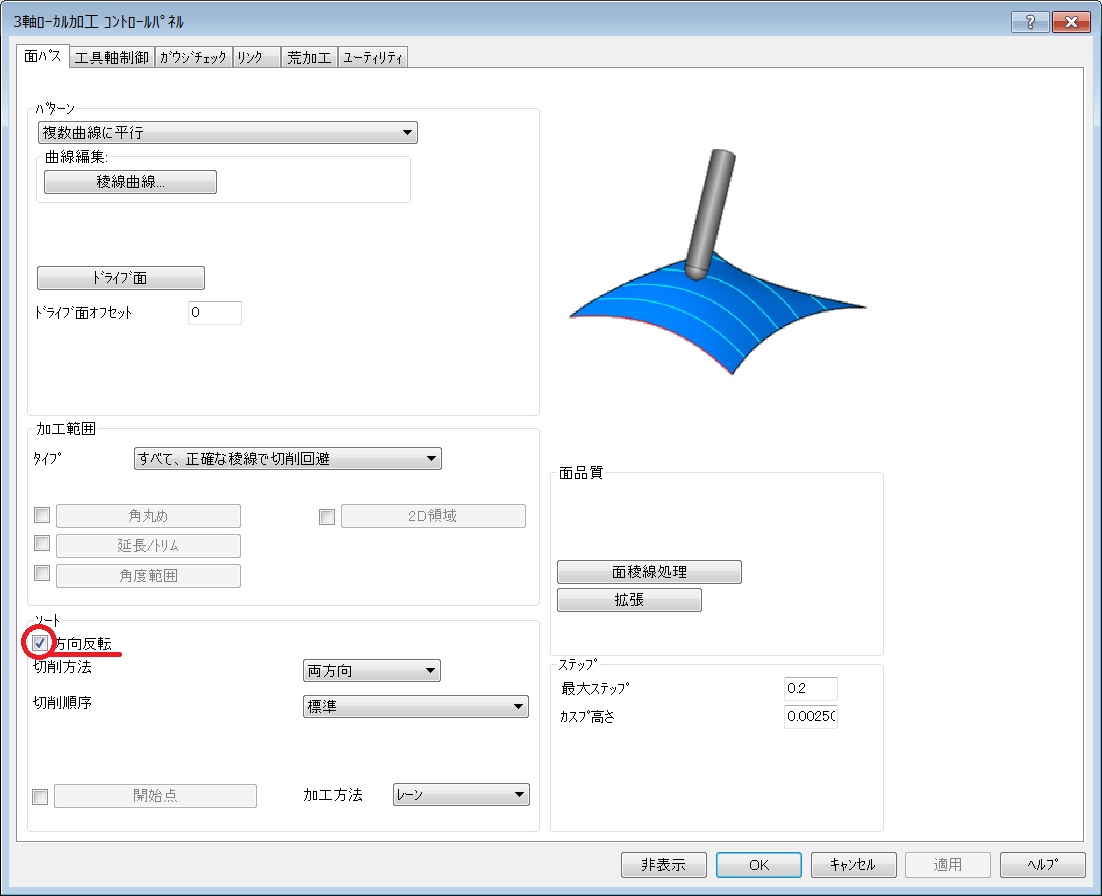 3軸ﾛｰｶﾙ加工 ｺﾝﾄﾛｰﾙﾊﾟﾈﾙ
?
面ﾊﾟｽ 工具軸制御 ｶﾞｳｼﾞﾁｪｯｸ ﾘﾝｸ 荒加工 ﾕｰﾃｨﾘﾃｨ
ﾊﾟﾀｰﾝ
複数曲線に平行
曲線編集:
稜線曲線...
ﾄﾞﾗｲﾌﾞ面
ﾄﾞﾗｲﾌﾞ面ｵﾌｾｯﾄ 0
加工範囲
ﾀｲﾌﾟ すべて、正確な稜線で切削回避
角丸め 2D領域
延長/ﾄﾘﾑ
角度範囲
ｿｰﾄ
方向反転
切削方法 両方向
切削順序 標準
開始点 加工方法 ﾚｰﾝ
面品質
面稜線処理
拡張
ｽﾃｯﾌﾟ
最大ｽﾃｯﾌﾟ 0.2
ｶｽﾌﾟ高さ 0.0025
非表示 OK ｷｬﾝｾﾙ 適用 ﾍﾙﾌﾟ